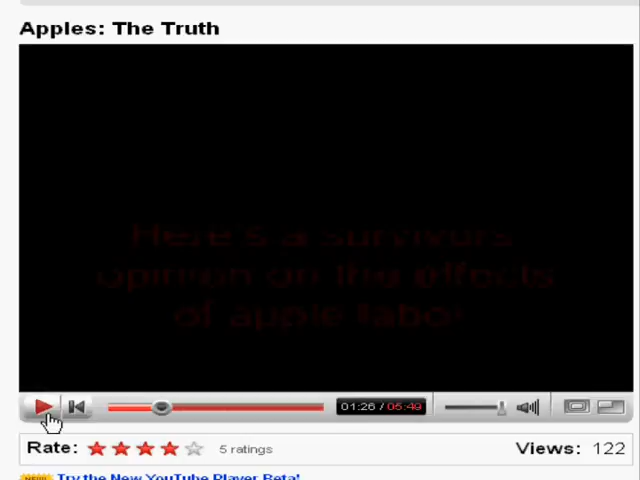 Apples: The Truth
Here's a survivors
opinion on the effects
of apple labor
01:26 / 05:49
Rate:
5 ratings
Views: 122
NEW!
Try the New YouTube Player Beta!